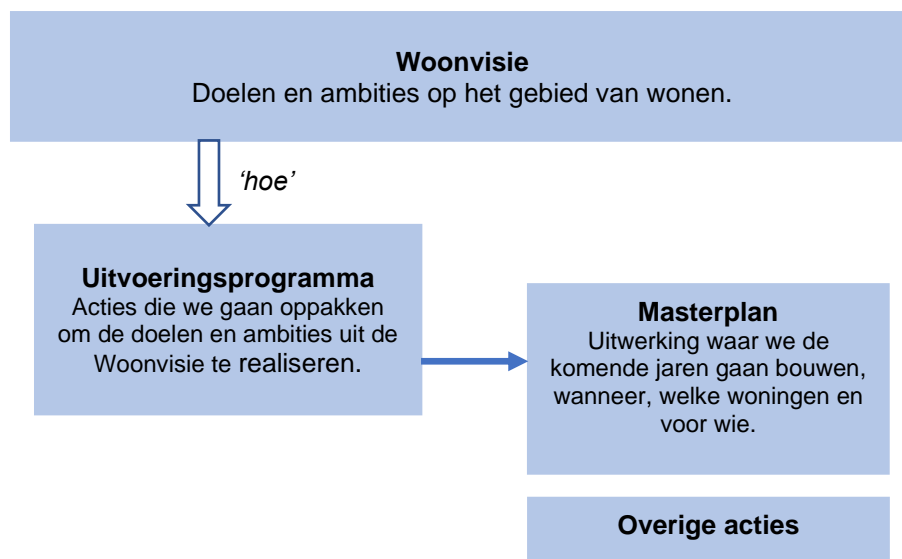 Woonvisie
Doelen en ambities op het gebied van wonen.
‘hoe’
Uitvoeringsprogramma
Acties die we gaan oppakken
om de doelen en ambities uit de
Woonvisie te realiseren.
Masterplan
Uitwerking waar we de
komende jaren gaan bouwen,
wanneer, welke woningen en
voor wie.
Overige acties